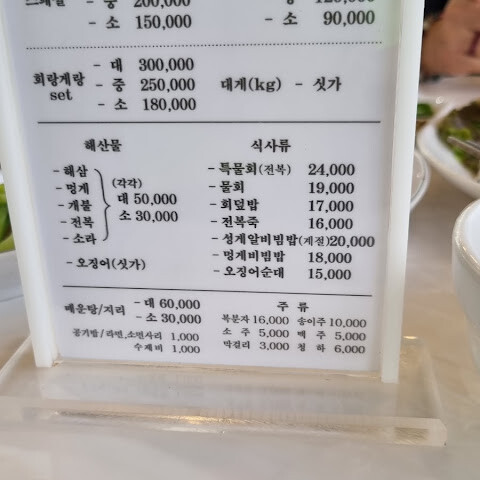 - 중 200,000
- 소 150,000
- 소 90,000
회랑게랑 set
- 대 300,000
- 중 250,000
- 소 180,000
대게(kg) - 싯가
해산물
- 해삼
- 멍게
- 개불
- 전복
- 소라
(각각)
대 50,000
소 30,000
- 오징어(싯가)
식사류
- 특물회(전복) 24,000
- 물회 19,000
- 회덮밥 17,000
- 전복죽 16,000
- 성게알비빔밥(계절)20,000
- 멍게비빔밥 18,000
- 오징어순대 15,000
매운탕/지리
- 대 60,000
- 소 30,000
공기밥/라면,소면사리 1,000
수제비 1,000
주 류
복분자 16,000 송이주 10,000
소 주 5,000 맥 주 5,000
막걸리 3,000 청 하 6,000